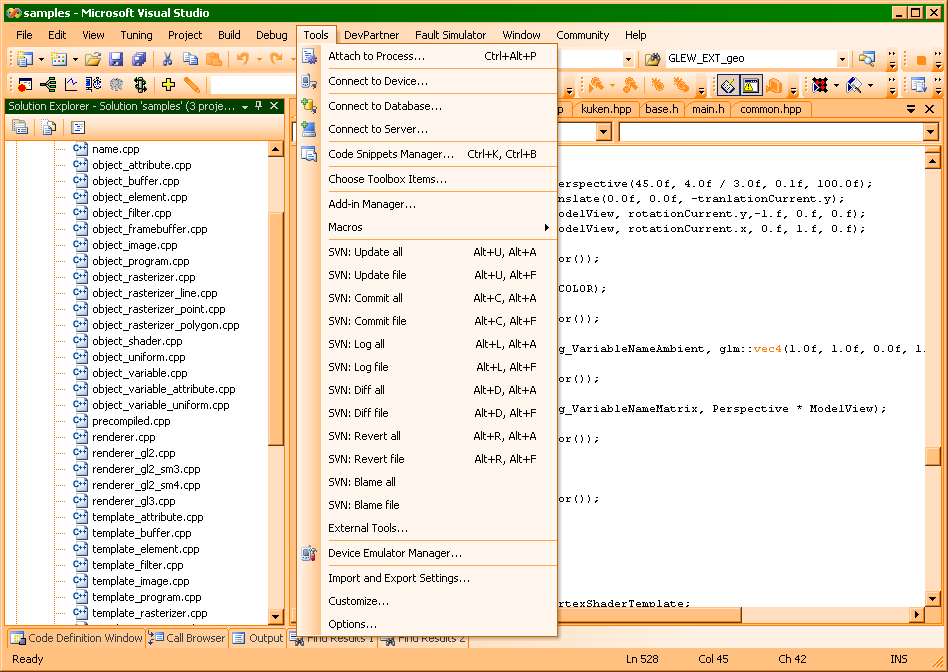 samples - Microsoft Visual Studio
File Edit View Tuning Project Build Debug Tools DevPartner Fault Simulator Window Community Help
GLEW_EXT_geo
Solution Explorer - Solution 'samples' (3 proje...
kuken.hpp base.h main.h common.hpp
name.cpp
object_attribute.cpp
object_buffer.cpp
object_element.cpp
object_filter.cpp
object_framebuffer.cpp
object_image.cpp
object_program.cpp
object_rasterizer.cpp
object_rasterizer_line.cpp
object_rasterizer_point.cpp
object_rasterizer_polygon.cpp
object_shader.cpp
object_uniform.cpp
object_variable.cpp
object_variable_attribute.cpp
object_variable_uniform.cpp
precompiled.cpp
renderer.cpp
renderer_gl2.cpp
renderer_gl2_sm3.cpp
renderer_gl2_sm4.cpp
renderer_gl3.cpp
template_attribute.cpp
template_buffer.cpp
template_element.cpp
template_filter.cpp
template_image.cpp
template_program.cpp
template_rasterizer.cpp
Attach to Process... Ctrl+Alt+P
Connect to Device...
Connect to Database...
Connect to Server...
Code Snippets Manager... Ctrl+K, Ctrl+B
Choose Toolbox Items...
Add-in Manager...
Macros
SVN: Update all Alt+U, Alt+A
SVN: Update file Alt+U, Alt+F
SVN: Commit all Alt+C, Alt+A
SVN: Commit file Alt+C, Alt+F
SVN: Log all Alt+L, Alt+A
SVN: Log file Alt+L, Alt+F
SVN: Diff all Alt+D, Alt+A
SVN: Diff file Alt+D, Alt+F
SVN: Revert all Alt+R, Alt+A
SVN: Revert file Alt+R, Alt+F
SVN: Blame all
SVN: Blame file
External Tools...
Device Emulator Manager...
Import and Export Settings...
Customize...
Options...
erspective(45.0f, 4.0f / 3.0f, 0.1f, 100.0f);
nslate(0.0f, 0.0f, -tranlationCurrent.y);
odelView, rotationCurrent.y,-1.f, 0.f, 0.f);
odelView, rotationCurrent.x, 0.f, 1.f, 0.f);
or());
COLOR);
or());
g_VariableNameAmbient, glm::vec4(1.0f, 1.0f, 0.0f, 1.
or());
g_VariableNameMatrix, Perspective * ModelView);
or());
or());
rtexShaderTemplate;
Code Definition Window Call Browser Output Find Results 1 Find Results 2
Ready Ln 528 Col 45 Ch 42 INS